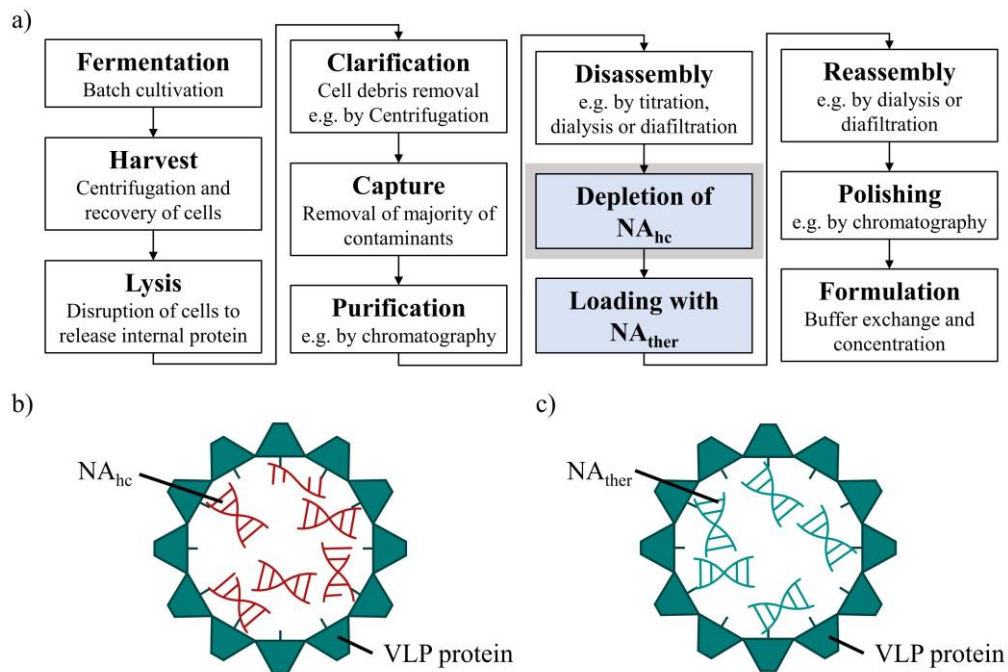 a)
Fermentation
Batch cultivation
Harvest
Centrifugation and
recovery of cells
Lysis
Disruption of cells to
release internal protein
Clarification
Cell debris removal
e.g. by Centrifugation
Capture
Removal of majority of
contaminants
Purification
e.g. by chromatography
Disassembly
e.g. by titration,
dialysis or diafiltration
Depletion of
NAhc
Loading with
NAther
Reassembly
e.g. by dialysis or
diafiltration
Polishing
e.g. by chromatography
Formulation
Buffer exchange and
concentration
b)
NAhc
VLP protein
c)
NAther
VLP protein